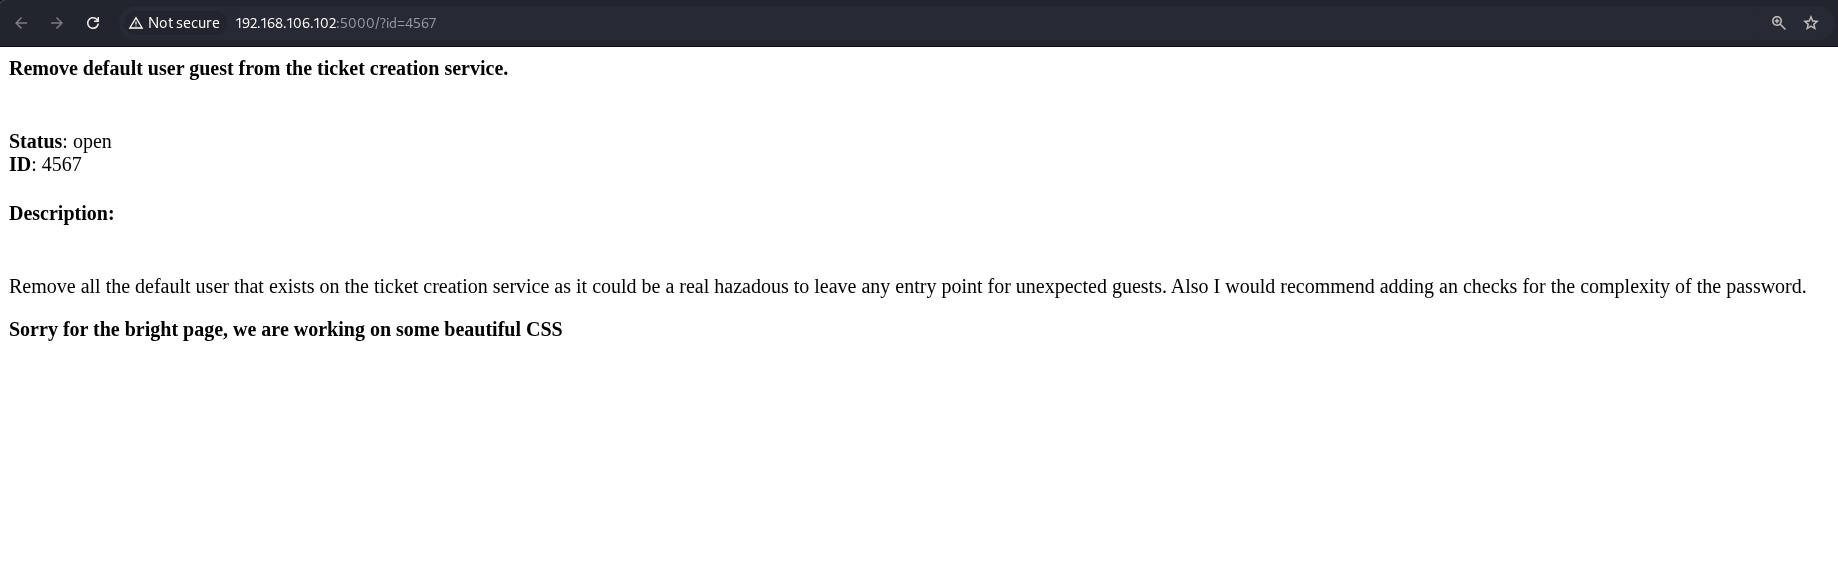 Not secure 192.168.106.102:5000/?id=4567
Remove default user guest from the ticket creation service.
Status: open
ID: 4567
Description:
Remove all the default user that exists on the ticket creation service as it could be a real hazadous to leave any entry point for unexpected guests. Also I would recommend adding an checks for the complexity of the password.
Sorry for the bright page, we are working on some beautiful CSS